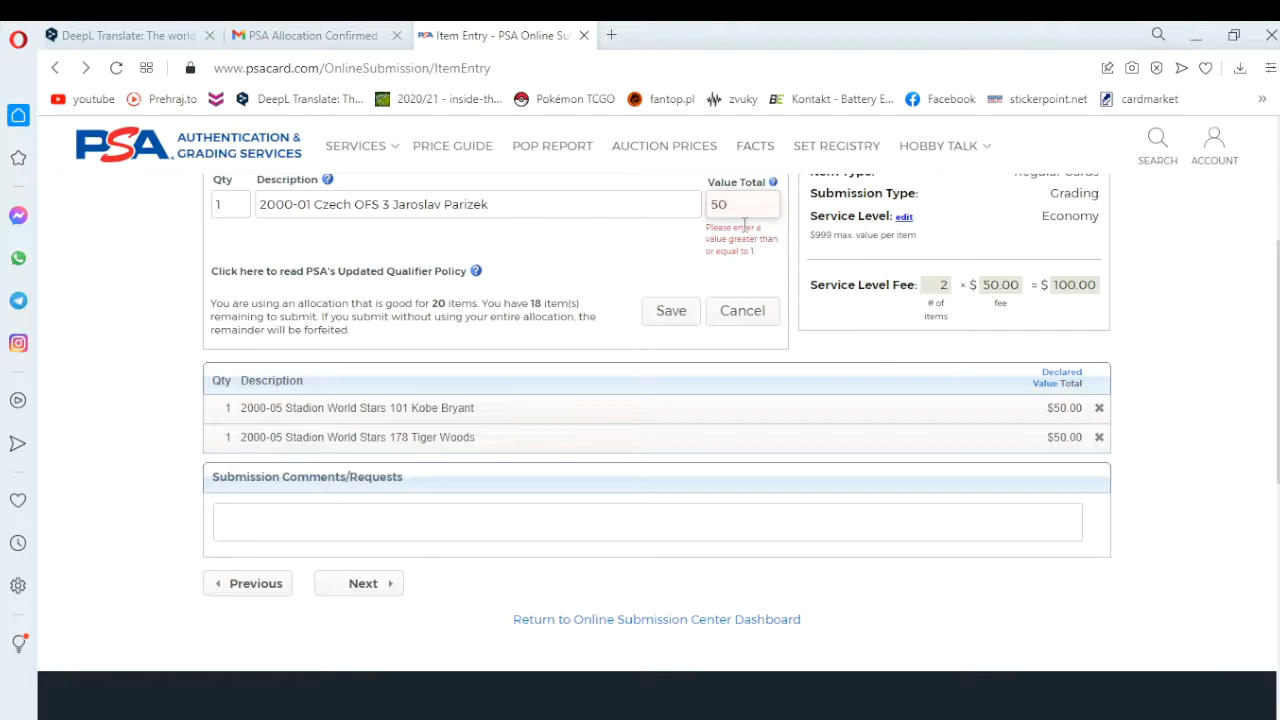 DeepL Translate: The world
PSA Allocation Confirmed
PSA Item Entry - PSA Online Su
www.psacard.com/OnlineSubmission/ItemEntry
youtube
Prehraj.to
DeepL Translate: Th...
2020/21 - inside-th...
Pokémon TCGO
fantop.pl
zvuky
BE Kontakt - Battery E...
Facebook
stickerpoint.net
cardmarket
PSA AUTHENTICATION &
GRADING SERVICES
SERVICES
PRICE GUIDE
POP REPORT
AUCTION PRICES
FACTS
SET REGISTRY
HOBBY TALK
SEARCH
ACCOUNT
Qty Description Value Total
1 2000-01 Czech OFS 3 Jaroslav Parizek 50
Please enter a
value greater than
or equal to 1.
Click here to read PSA's Updated Qualifier Policy
You are using an allocation that is good for 20 items. You have 18 item(s)
remaining to submit. If you submit without using your entire allocation, the
remainder will be forfeited.
Save Cancel
Item Type: Regular Cards
Submission Type: Grading
Service Level: edit Economy
$999 max. value per item
Service Level Fee: 2 × $ 50.00 = $ 100.00
# of fee
items
Qty Description Declared
Value Total
1 2000-05 Stadion World Stars 101 Kobe Bryant $50.00
1 2000-05 Stadion World Stars 178 Tiger Woods $50.00
Submission Comments/Requests
Previous Next
Return to Online Submission Center Dashboard